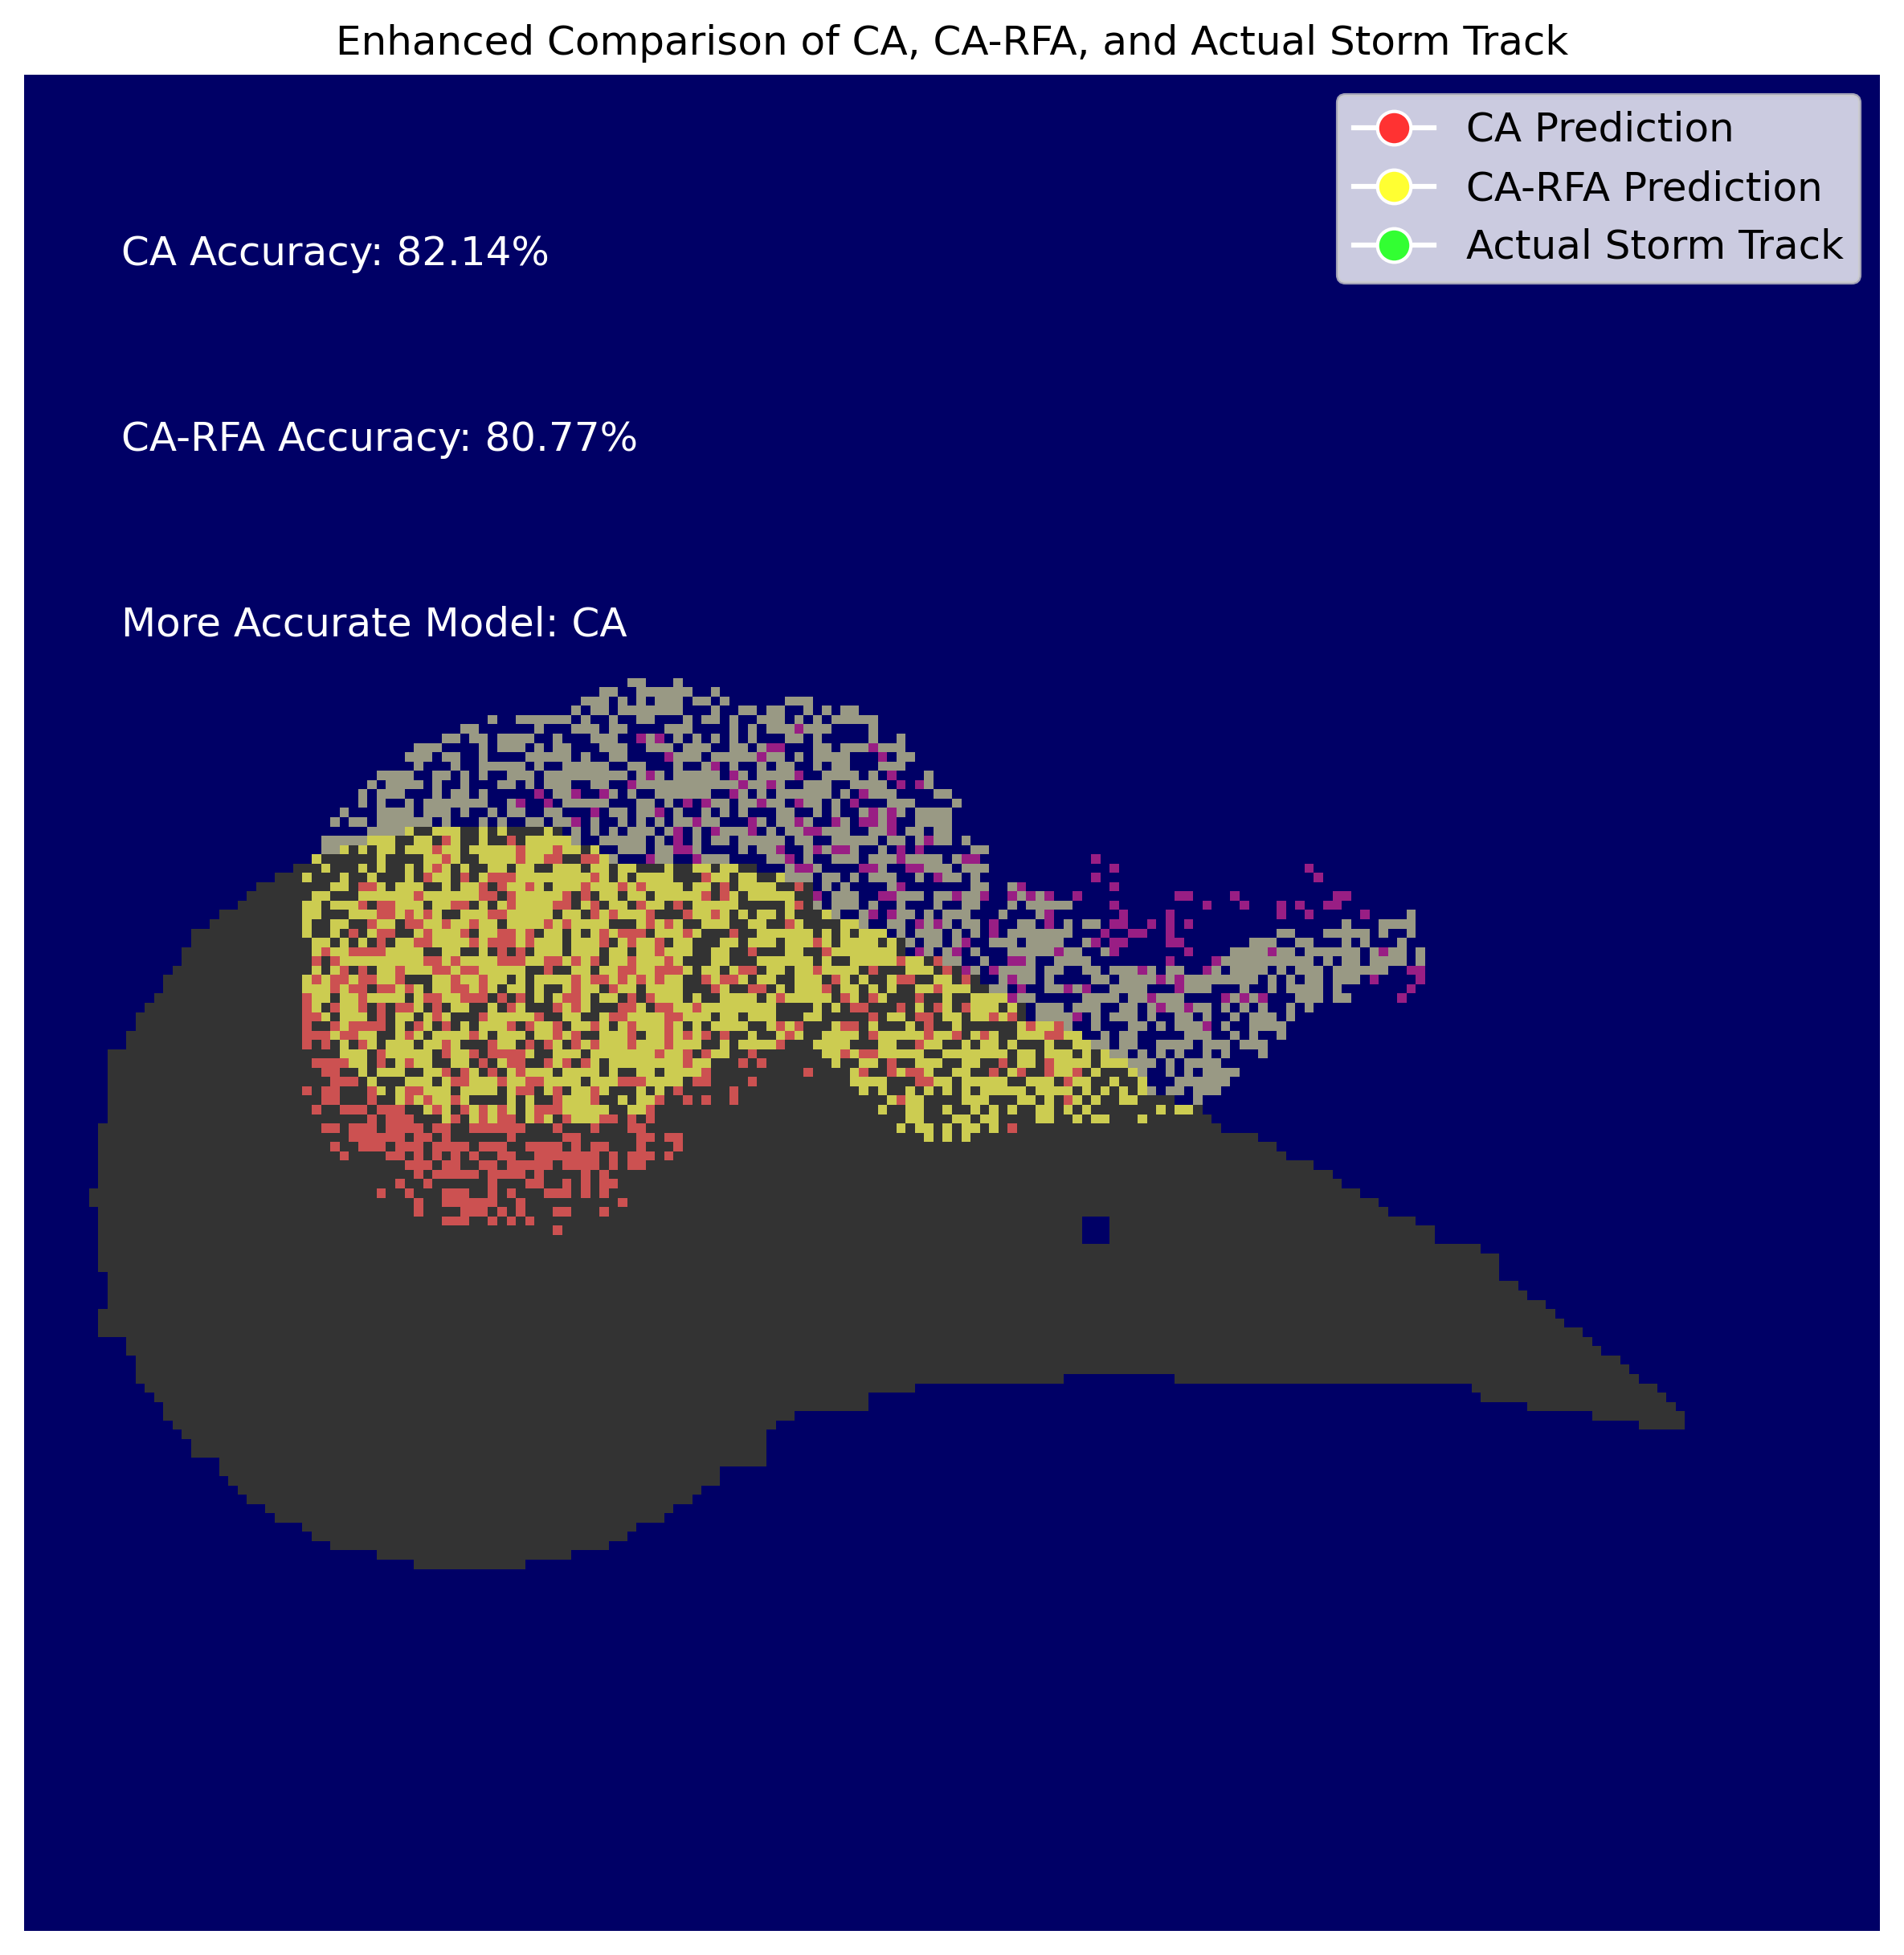 Enhanced Comparison of CA, CA-RFA, and Actual Storm Track
CA Prediction
CA-RFA Prediction
Actual Storm Track
CA Accuracy: 82.14%
CA-RFA Accuracy: 80.77%
More Accurate Model: CA